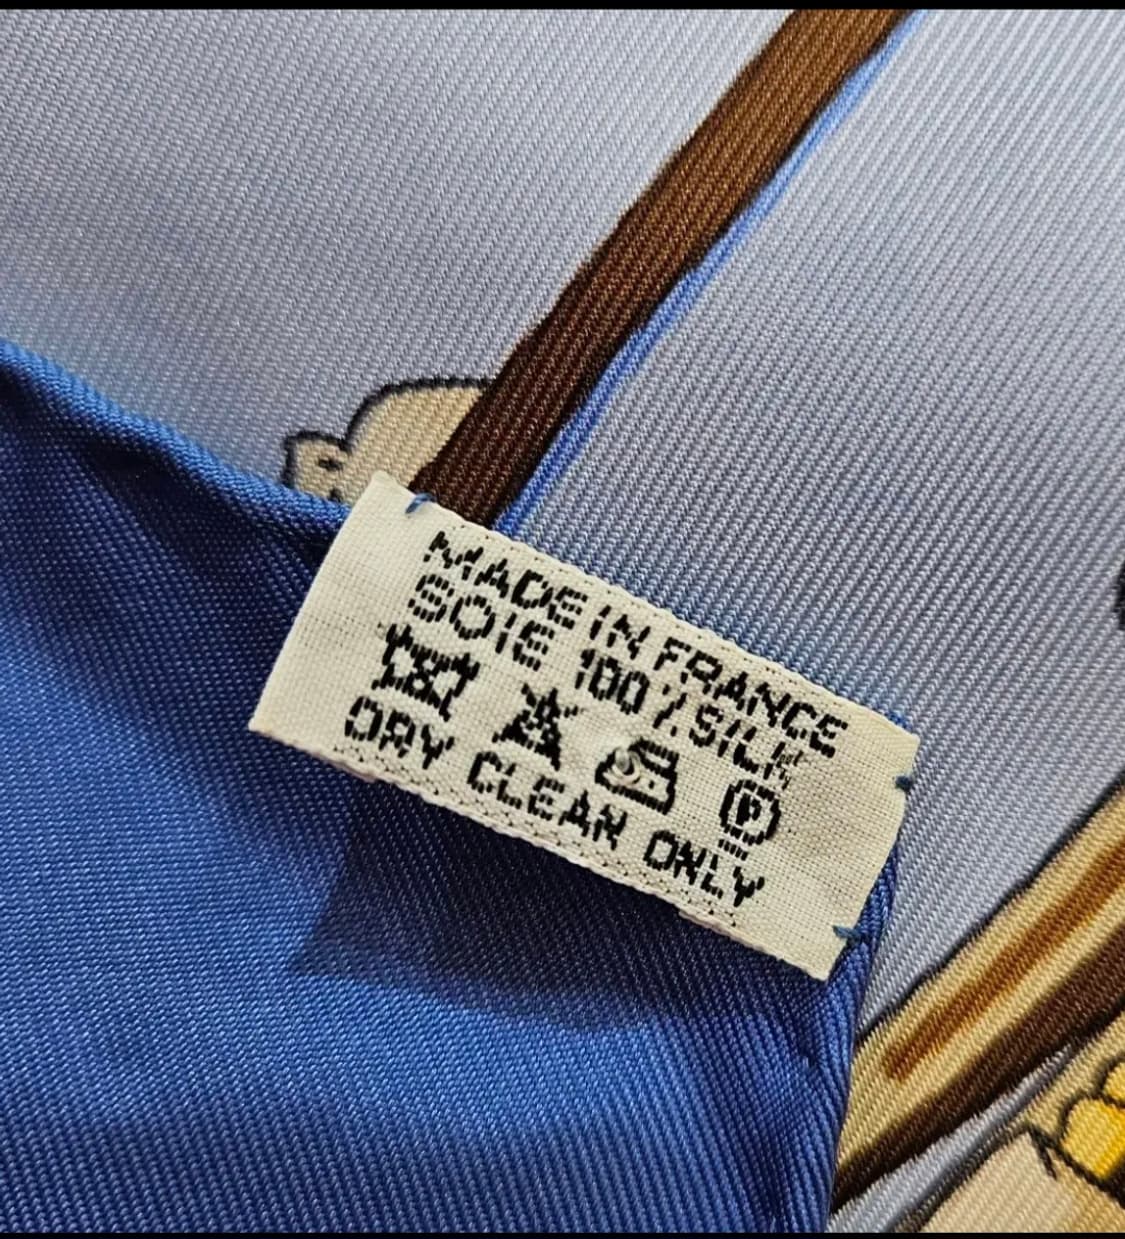 MADE IN FRANCE
SOIE 100% SILK
P
DRY CLEAN ONLY